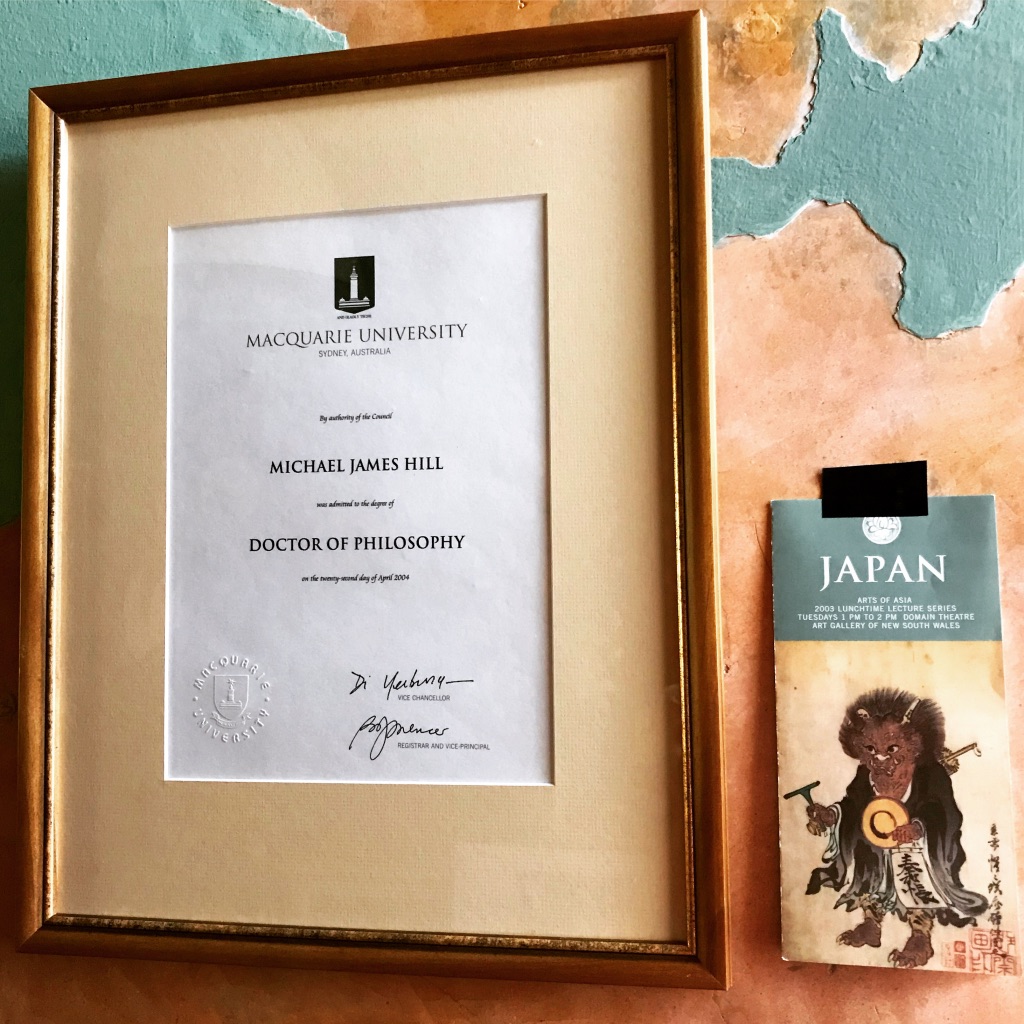 MACQUARIE UNIVERSITY
SYDNEY, AUSTRALIA
By authority of the Council
MICHAEL JAMES HILL
was admitted to the degree of
DOCTOR OF PHILOSOPHY
on the twenty-second day of April 2004
MACQUARIE UNIVERSITY
VICE CHANCELLOR
REGISTRAR AND VICE-PRINCIPAL
JAPAN
ARTS OF ASIA
2003 LUNCHTIME LECTURE SERIES
TUESDAYS 1 PM TO 2 PM DOMAIN THEATRE
ART GALLERY OF NEW SOUTH WALES